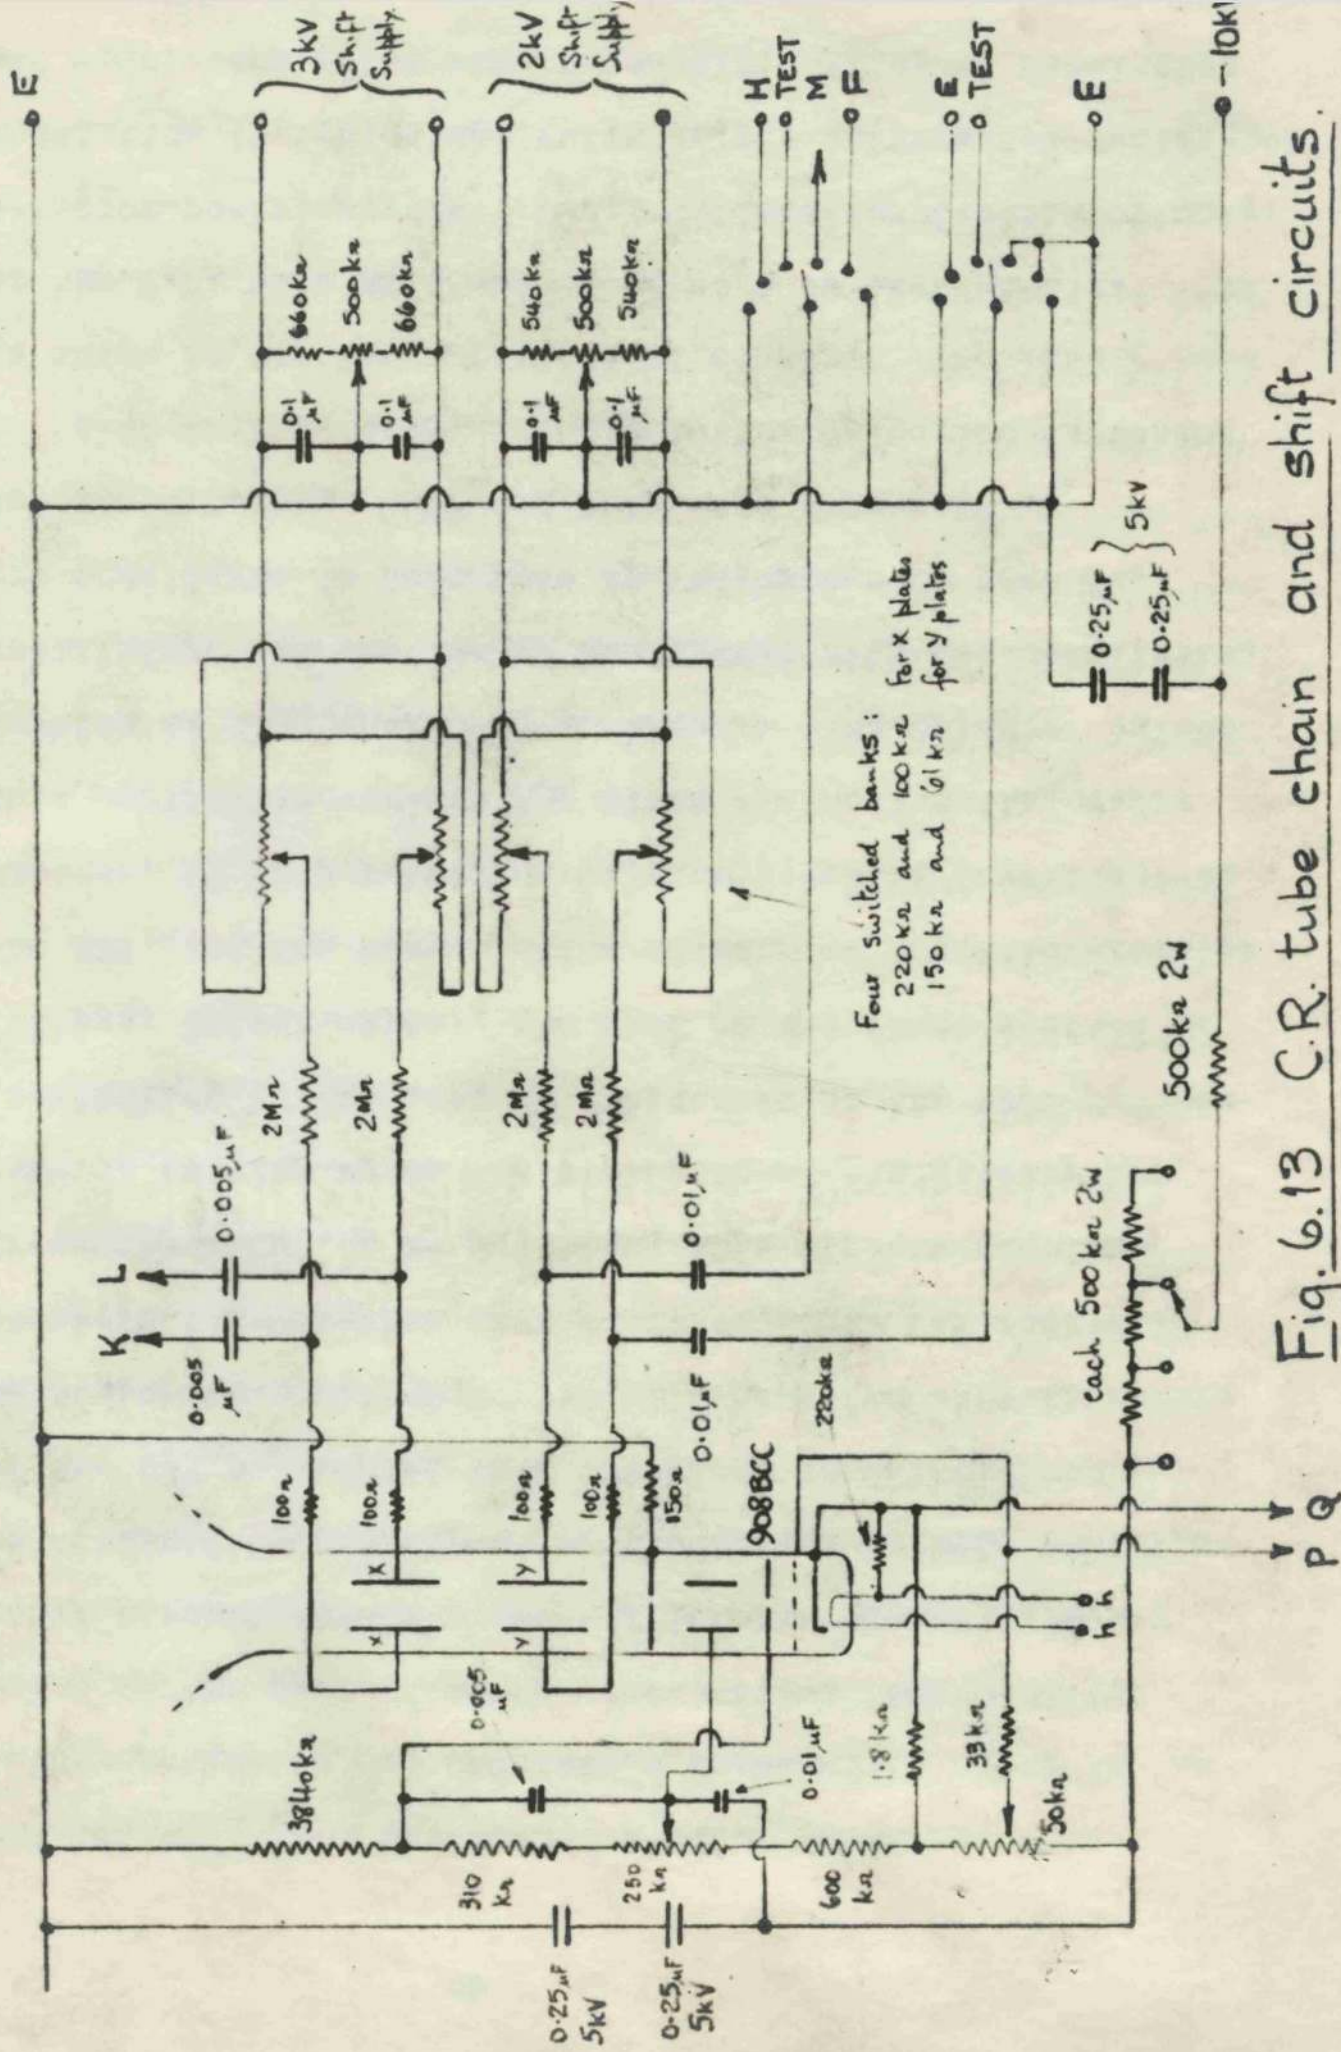 E
3kV
Shift
Supply
2kV
Shift
Supply
H
TEST
M
F
E
TEST
E
-10kV
660kΩ
500kΩ
660kΩ
540kΩ
500kΩ
540kΩ
0.1
µF
0.1
µF
0.1
µF
0.1
µF
0.25µF
0.25µF
5kV
Four switched banks:
220kΩ and 100kΩ for X plates
150kΩ and 61kΩ for Y plates
500kΩ 2W
each 500kΩ 2W
2MΩ
2MΩ
2MΩ
2MΩ
K
L
0.005
µF
0.005µF
0.01µF
0.01µF
100Ω
100Ω
100Ω
100Ω
150Ω
X
X
Y
Y
908BCC
220kΩ
h
h
P
Q
3840kΩ
310
kΩ
250
kΩ
600
kΩ
50kΩ
33kΩ
1.8kΩ
0.005
µF
0.01µF
0.25µF
5kV
0.25µF
5kV
Fig. 6.13 C.R. tube chain and shift circuits.